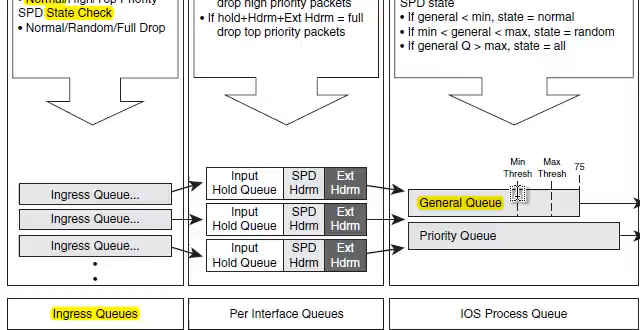 • Normal/High/Top Priority
SPD State Check
• Normal/Random/Full Drop
drop high priority packets
• If hold+Hdrm+Ext Hdrm = full
drop top priority packets
SPD state
• If general < min, state = normal
• If min < general < max, state = random
• If general Q > max, state = all
Ingress Queue...
Ingress Queue...
Ingress Queue...
Input
Hold Queue
SPD
Hdrm
Ext
Hdrm
Input
Hold Queue
SPD
Hdrm
Ext
Hdrm
Input
Hold Queue
SPD
Hdrm
Ext
Hdrm
Min
Thresh
Max
Thresh
75
General Queue
Priority Queue
Ingress Queues
Per Interface Queues
IOS Process Queue